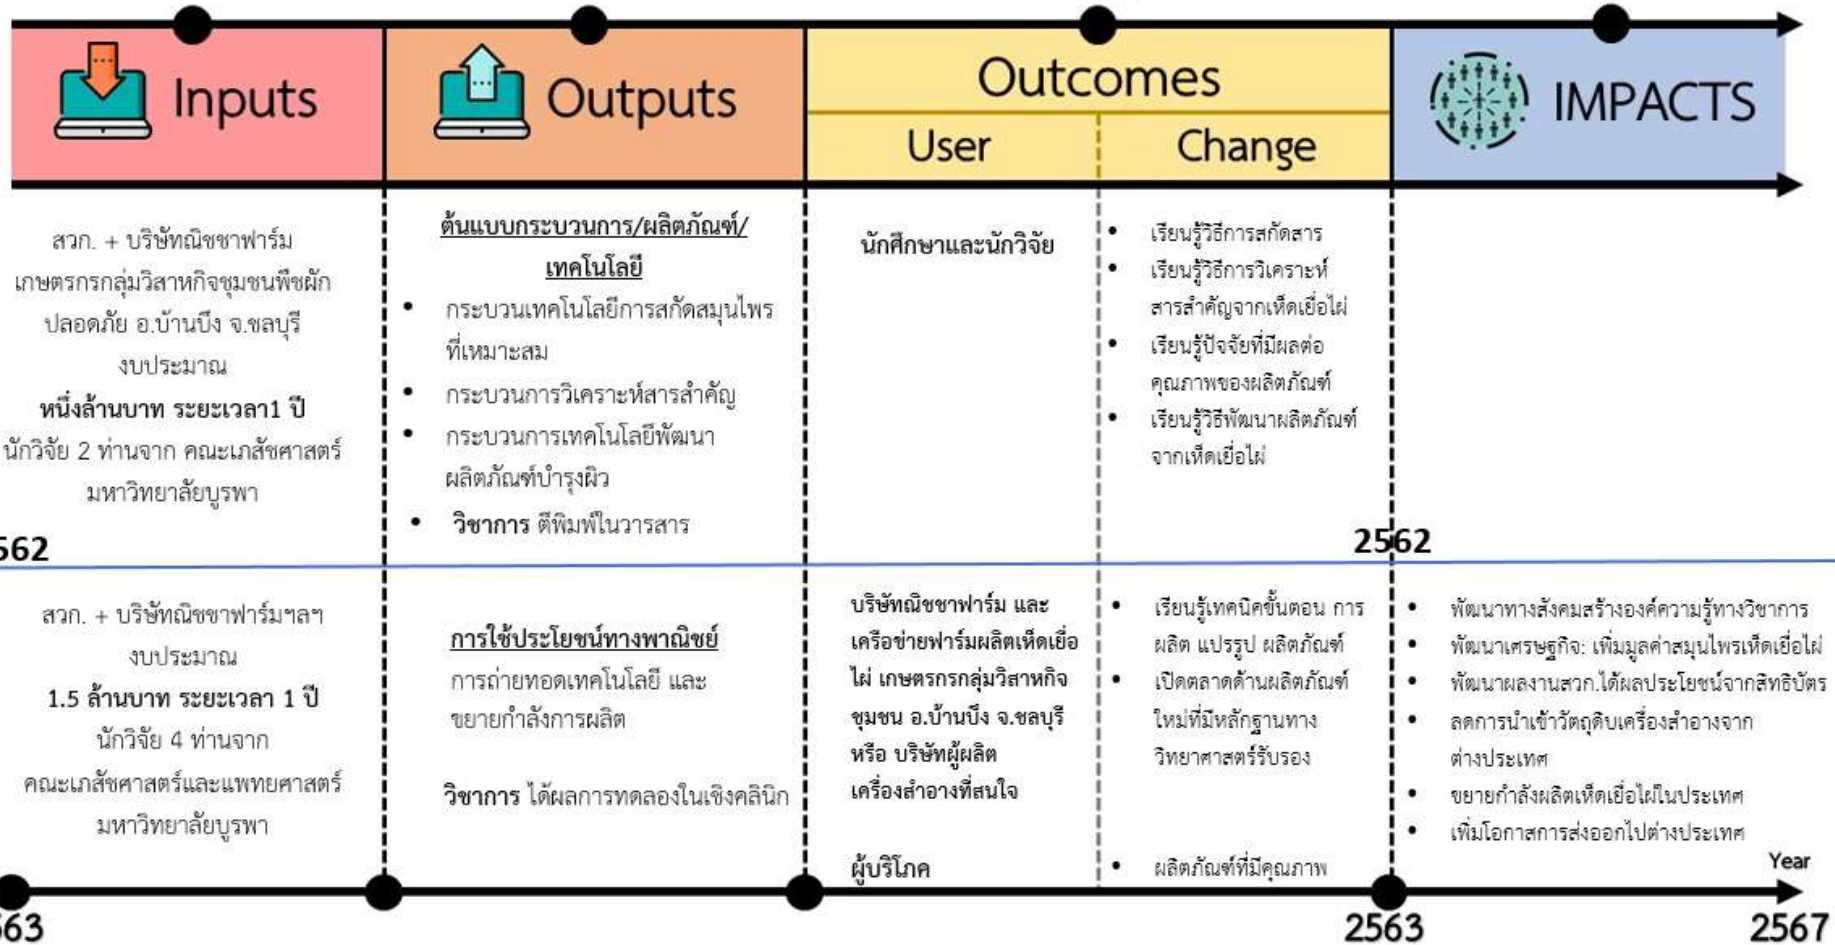 Inputs
Outputs
Outcomes
User
Change
IMPACTS
สวก. + บริษัทณิชชาฟาร์ม
เกษตรกรกลุ่มวิสาหกิจชุมชนพืชผัก
ปลอดภัย อ.บ้านบึง จ.ชลบุรี
งบประมาณ
หนึ่งล้านบาท ระยะเวลา1 ปี
นักวิจัย 2 ท่านจาก คณะเภสัชศาสตร์
มหาวิทยาลัยบูรพา
ต้นแบบกระบวนการ/ผลิตภัณฑ์/
เทคโนโลยี
• กระบวนเทคโนโลยีการสกัดสมุนไพร
ที่เหมาะสม
• กระบวนการวิเคราะห์สารสำคัญ
• กระบวนการเทคโนโลยีพัฒนา
ผลิตภัณฑ์บำรุงผิว
• วิชาการ ตีพิมพ์ในวารสาร
นักศึกษาและนักวิจัย
• เรียนรู้วิธีการสกัดสาร
• เรียนรู้วิธีการวิเคราะห์
สารสำคัญจากเห็ดเยื่อไผ่
• เรียนรู้ปัจจัยที่มีผลต่อ
คุณภาพของผลิตภัณฑ์
• เรียนรู้วิธีพัฒนาผลิตภัณฑ์
จากเห็ดเยื่อไผ่
562
2562
สวก. + บริษัทณิชชาฟาร์มฯลฯ
งบประมาณ
1.5 ล้านบาท ระยะเวลา 1 ปี
นักวิจัย 4 ท่านจาก
คณะเภสัชศาสตร์และแพทยศาสตร์
มหาวิทยาลัยบูรพา
การใช้ประโยชน์ทางพาณิชย์
การถ่ายทอดเทคโนโลยี และ
ขยายกำลังการผลิต
วิชาการ ได้ผลการทดลองในเชิงคลินิก
บริษัทณิชชาฟาร์ม และ
เครือข่ายฟาร์มผลิตเห็ดเยื่อ
ไผ่ เกษตรกรกลุ่มวิสาหกิจ
ชุมชน อ.บ้านบึง จ.ชลบุรี
หรือ บริษัทผู้ผลิต
เครื่องสำอางที่สนใจ
ผู้บริโภค
• เรียนรู้เทคนิคขั้นตอน การ
ผลิต แปรรูป ผลิตภัณฑ์
• เปิดตลาดด้านผลิตภัณฑ์
ใหม่ที่มีหลักฐานทาง
วิทยาศาสตร์รับรอง
• ผลิตภัณฑ์ที่มีคุณภาพ
• พัฒนาทางสังคมสร้างองค์ความรู้ทางวิชาการ
• พัฒนาเศรษฐกิจ: เพิ่มมูลค่าสมุนไพรเห็ดเยื่อไผ่
• พัฒนาผลงานสวก.ได้ผลประโยชน์จากสิทธิบัตร
• ลดการนำเข้าวัตถุดิบเครื่องสำอางจาก
ต่างประเทศ
• ขยายกำลังผลิตเห็ดเยื่อไผ่ในประเทศ
• เพิ่มโอกาสการส่งออกไปต่างประเทศ
Year
563
2563
2567